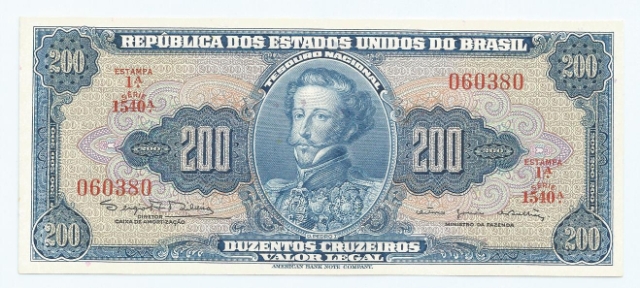 REPÚBLICA DOS ESTADOS UNIDOS DO BRASIL
200
200
TESOURO NACIONAL
ESTAMPA
1ª
SÉRIE
1540ª
060380
200
200
ESTAMPA
1ª
SÉRIE
1540ª
060380
DIRETOR
CAIXA DE AMORTIZAÇÃO
MINISTRO DA FAZENDA
200
200
DUZENTOS CRUZEIROS
VALOR LEGAL
AMERICAN BANK NOTE COMPANY.